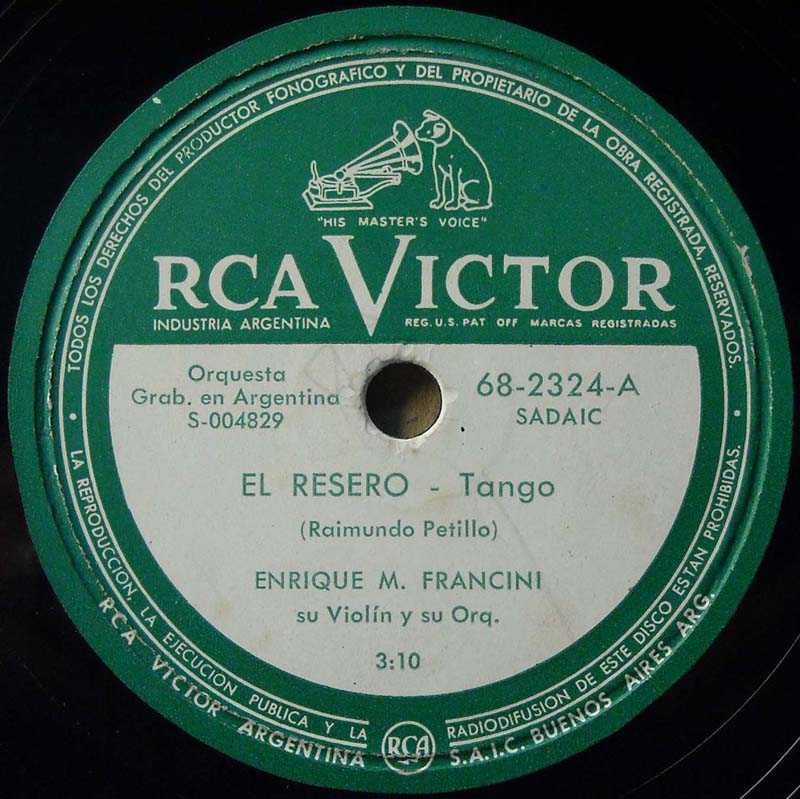 TODOS LOS DERECHOS DEL PRODUCTOR FONOGRAFICO Y DEL PROPIETARIO DE LA OBRA REGISTRADA, RESERVADOS.
"HIS MASTER'S VOICE"
RCA VICTOR
INDUSTRIA ARGENTINA
REG. U.S. PAT OFF MARCAS REGISTRADAS
Orquesta
Grab. en Argentina
S-004829
68-2324-A
SADAIC
EL RESERO - Tango
(Raimundo Petillo)
ENRIQUE M. FRANCINI
su Violín y su Orq.
3:10
LA REPRODUCCION, LA EJECUCION PUBLICA Y LA RADIODIFUSION DE ESTE DISCO ESTAN PROHIBIDAS.
RCA VICTOR ARGENTINA
RCA
S.A.I.C. BUENOS AIRES ARG.